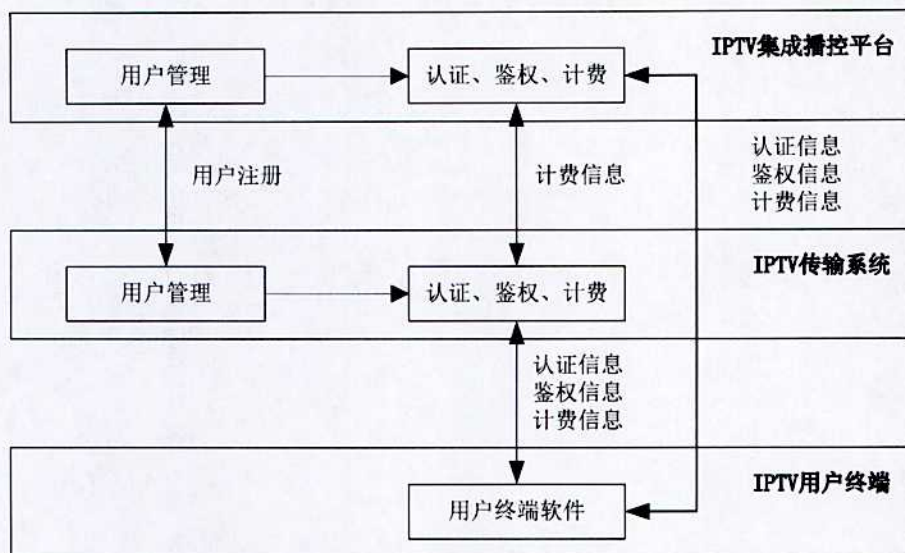 IPTV集成播控平台
用户管理
认证、鉴权、计费
用户注册
计费信息
认证信息
鉴权信息
计费信息
IPTV传输系统
用户管理
认证、鉴权、计费
认证信息
鉴权信息
计费信息
IPTV用户终端
用户终端软件